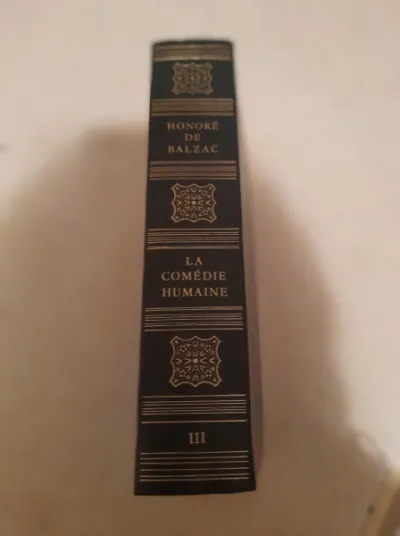 HONORÉ
DE
BALZAC
LA
COMÉDIE
HUMAINE
III